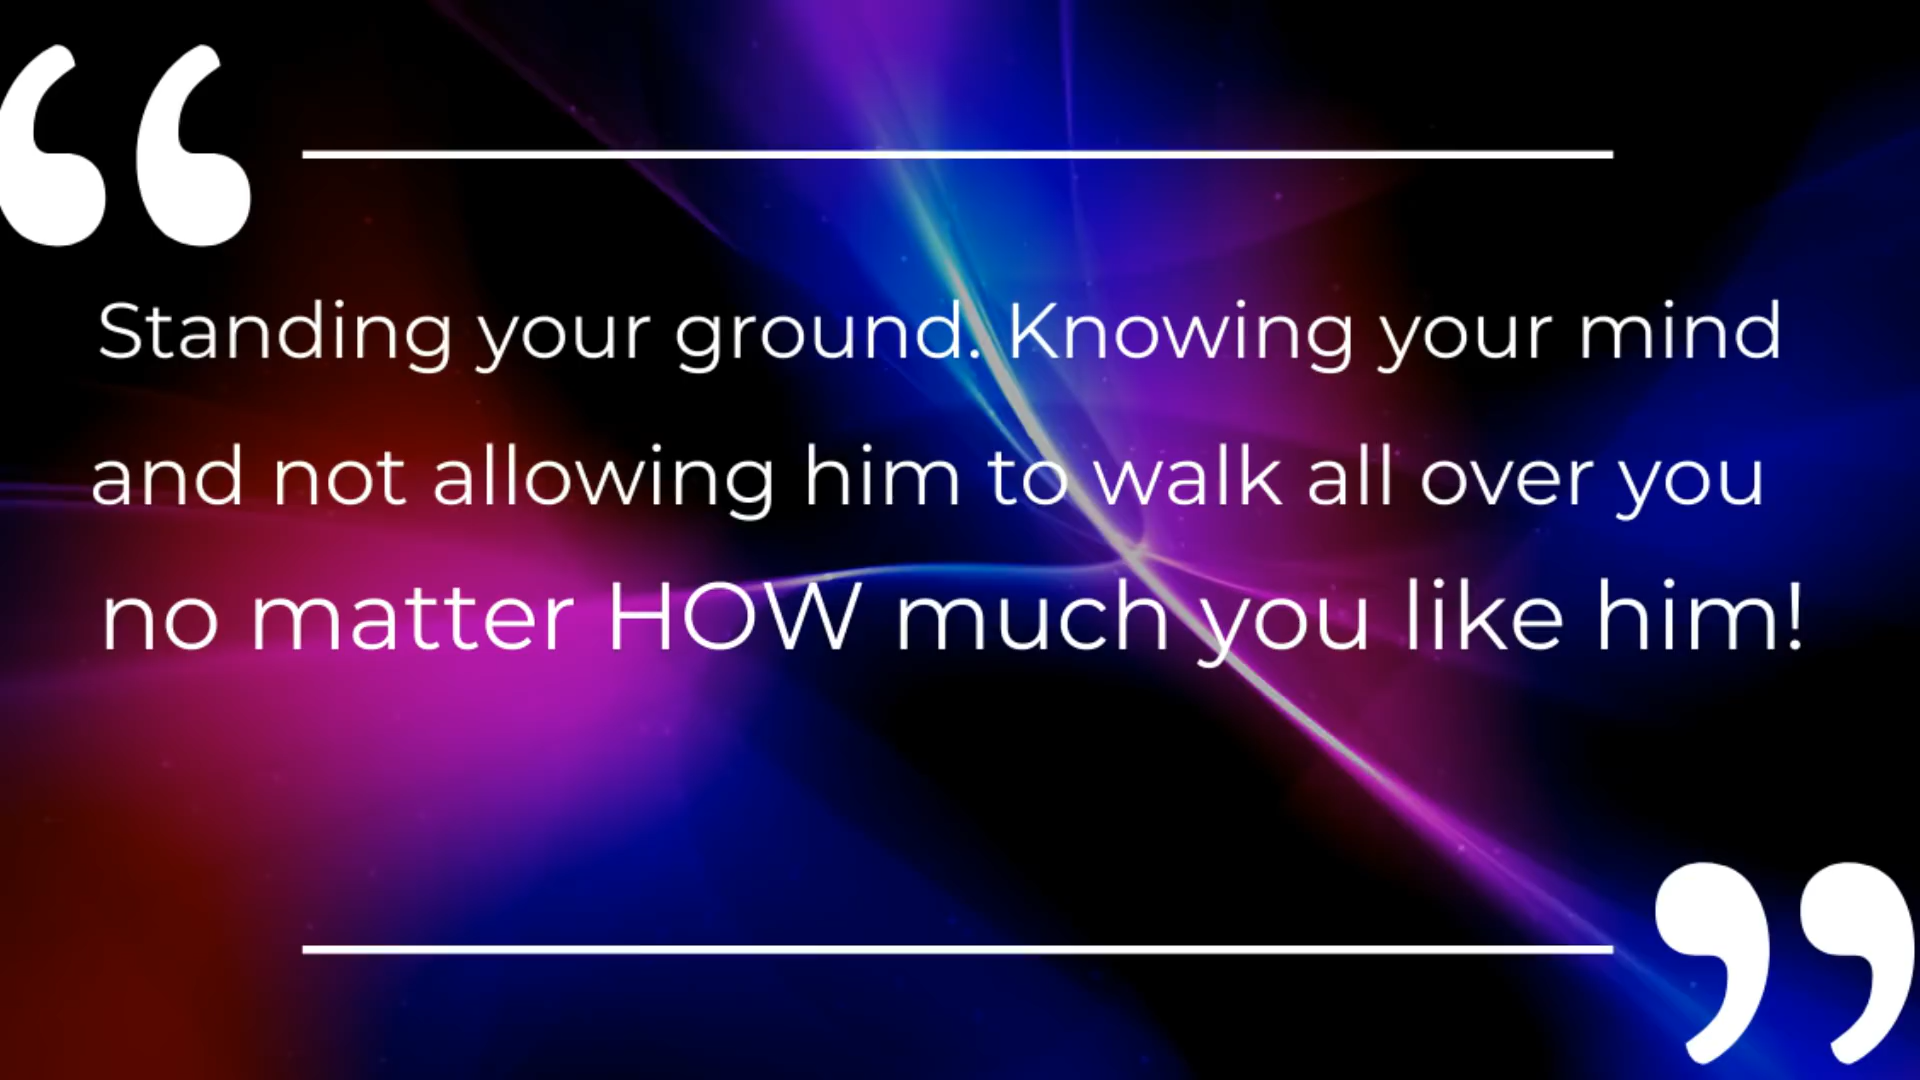 “
Standing your ground. Knowing your mind
and not allowing him to walk all over you
no matter HOW much you like him!
”